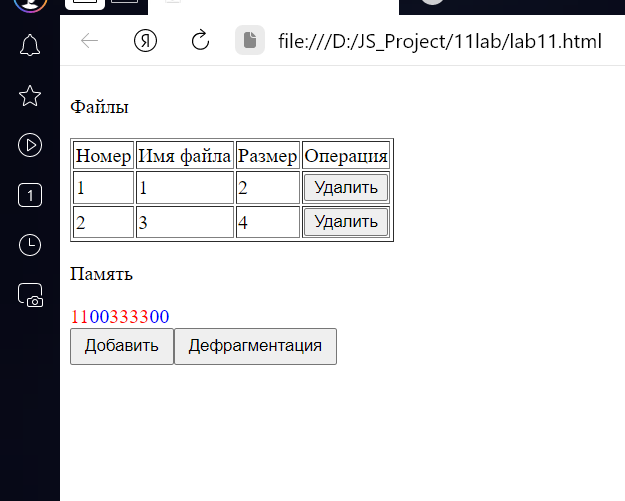 Я
file:///D:/JS_Project/11lab/lab11.html
1
Файлы
Номер Имя файла Размер Операция
1 1 2 Удалить
2 3 4 Удалить
Память
1100333300
Добавить Дефрагментация